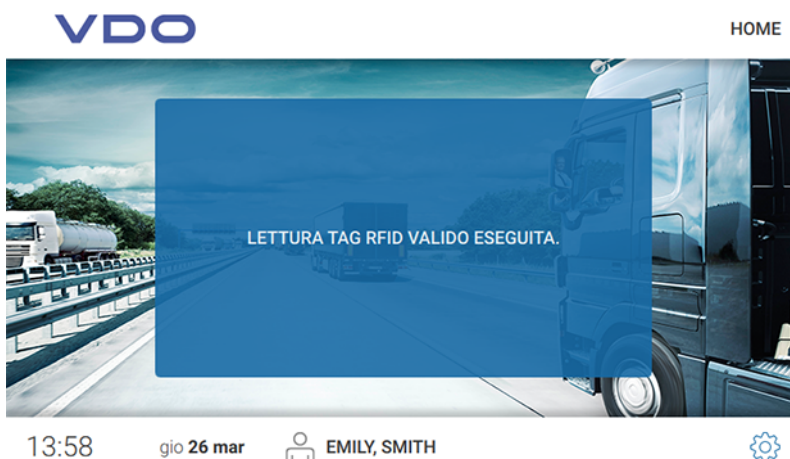 VDO
HOME
LETTURA TAG RFID VALIDO ESEGUITA.
13:58
gio 26 mar
EMILY, SMITH